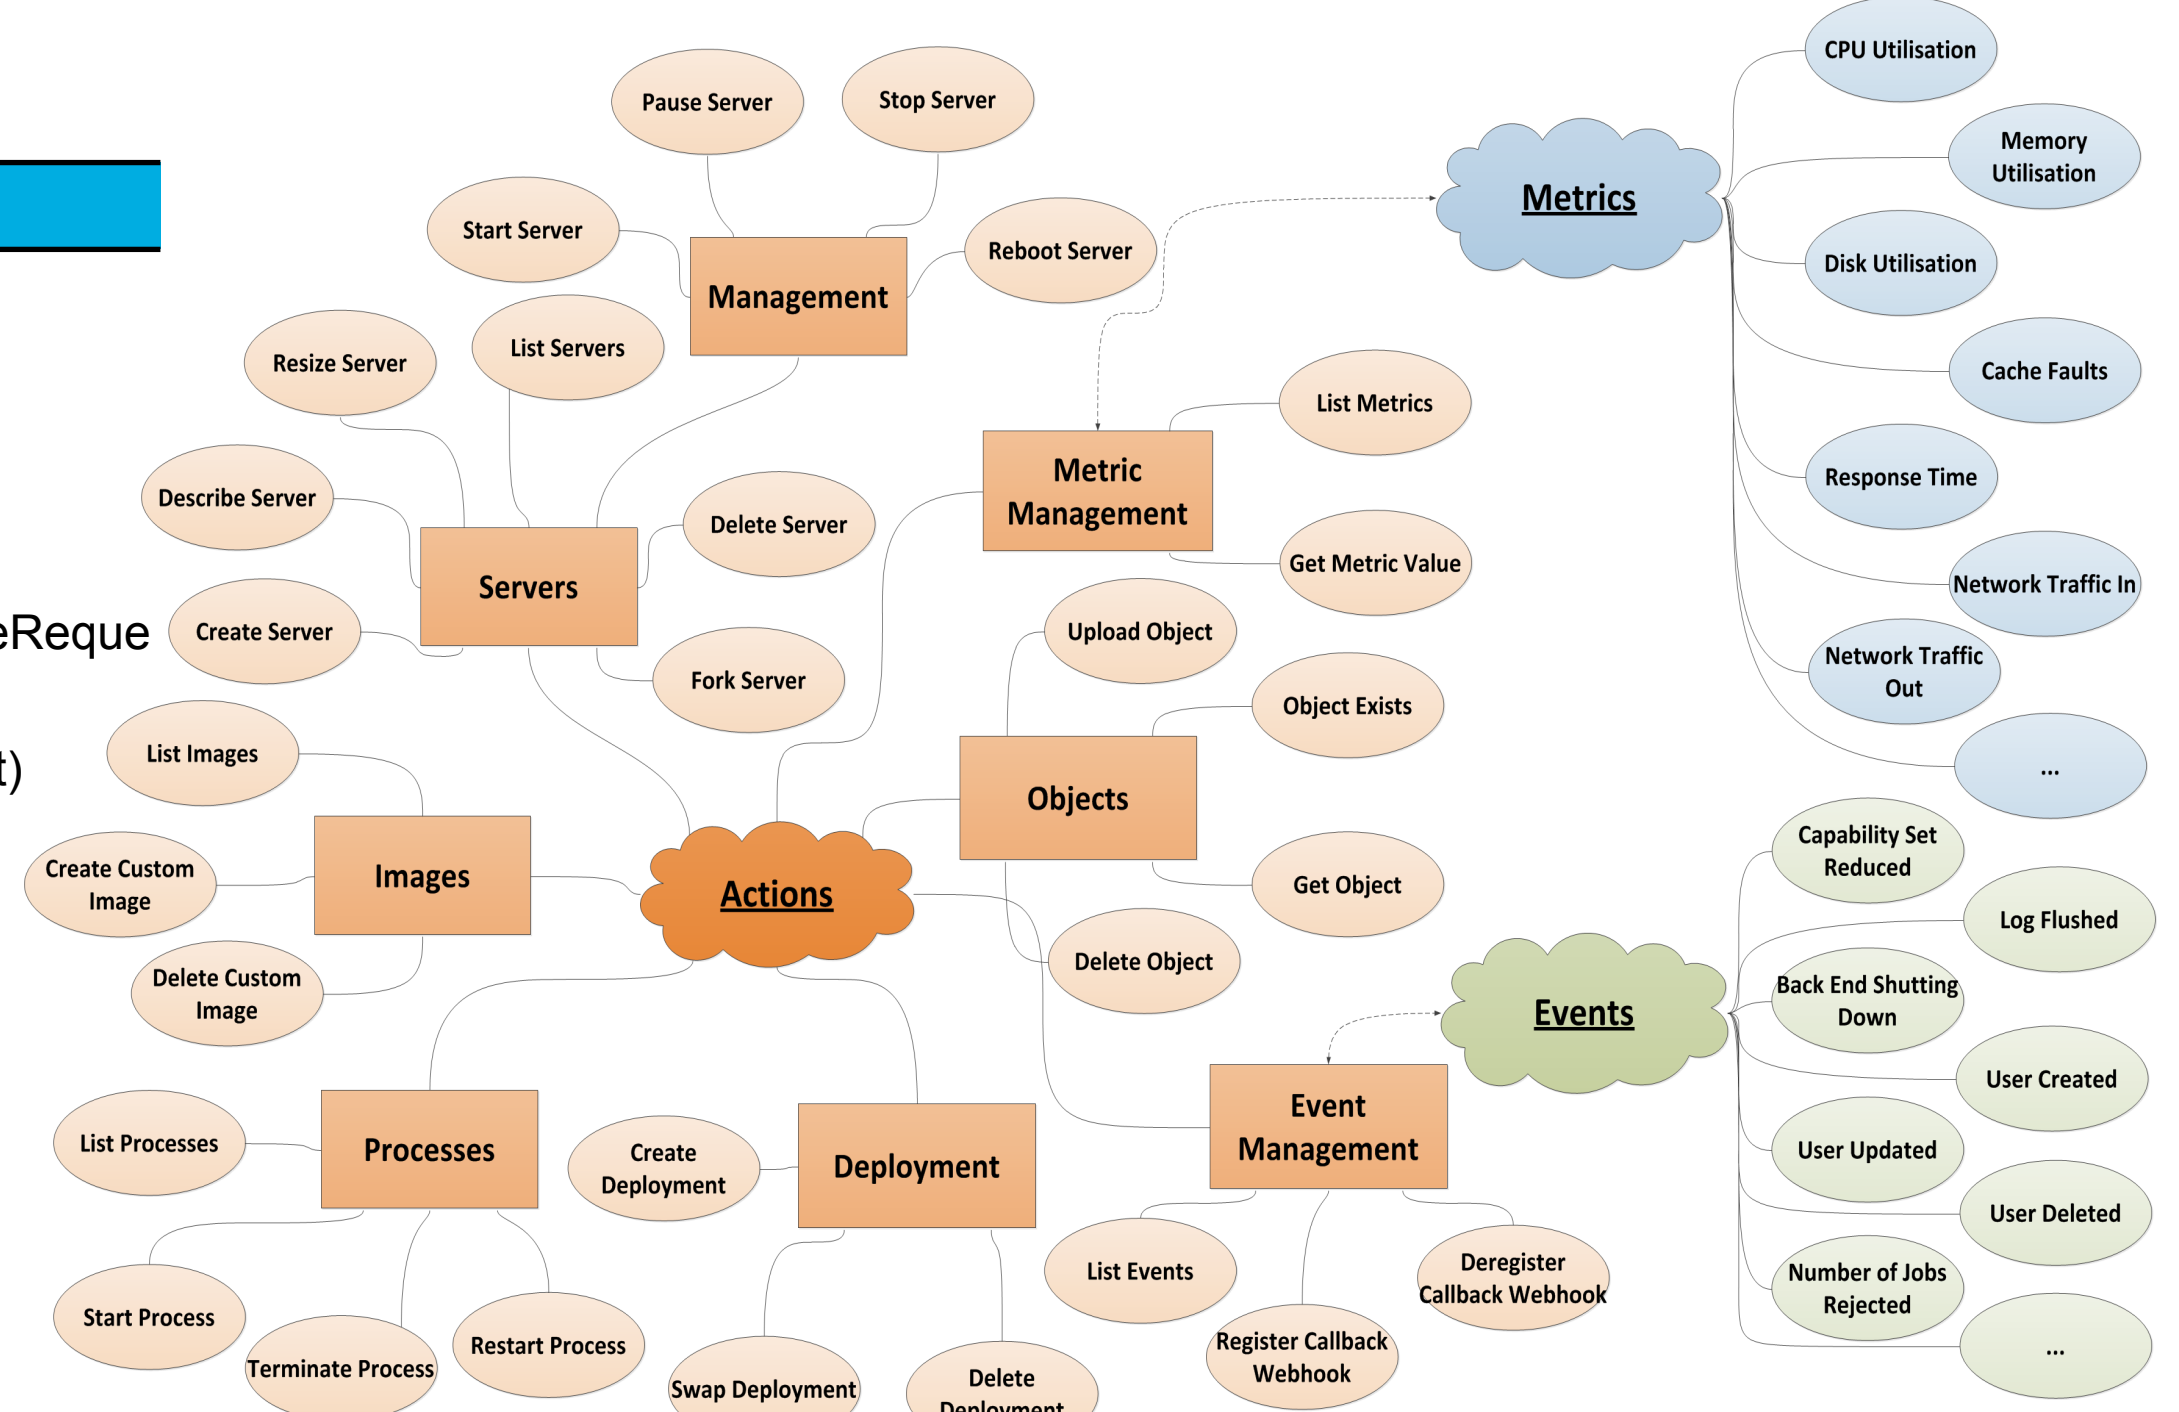 CPU Utilisation
Pause Server
Stop Server
Memory
Utilisation
Metrics
Start Server
Reboot Server
Disk Utilisation
Management
List Servers
Resize Server
Cache Faults
List Metrics
Metric
Management
Response Time
Describe Server
Delete Server
Get Metric Value
Servers
Network Traffic In
eReque
Create Server
Upload Object
Fork Server
Network Traffic
Out
Object Exists
List Images
t)
...
Objects
Capability Set
Reduced
Images
Create Custom
Image
Actions
Get Object
Log Flushed
Delete Custom
Image
Delete Object
Back End Shutting
Down
Events
User Created
Event
Management
List Processes
Processes
Create
Deployment
Deployment
User Updated
User Deleted
List Events
Deregister
Callback Webhook
Number of Jobs
Rejected
Start Process
Restart Process
Terminate Process
Register Callback
Webhook
...
Swap Deployment
Delete
Deployment